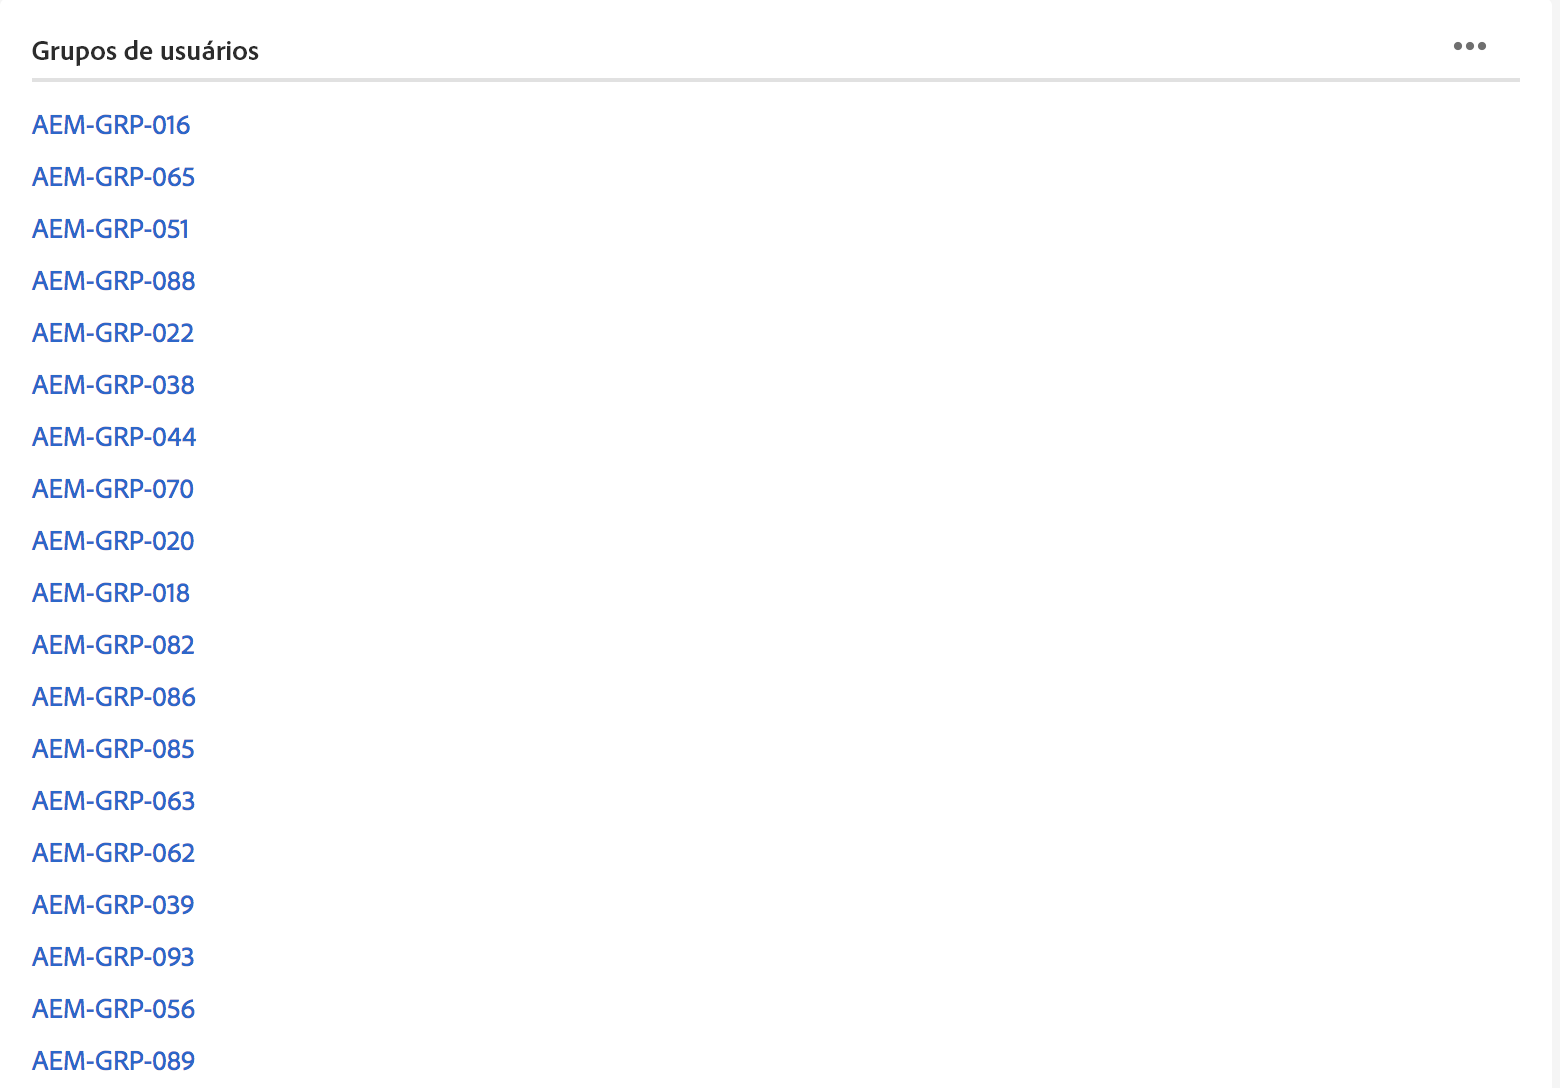 Grupos de usuários
AEM-GRP-016
AEM-GRP-065
AEM-GRP-051
AEM-GRP-088
AEM-GRP-022
AEM-GRP-038
AEM-GRP-044
AEM-GRP-070
AEM-GRP-020
AEM-GRP-018
AEM-GRP-082
AEM-GRP-086
AEM-GRP-085
AEM-GRP-063
AEM-GRP-062
AEM-GRP-039
AEM-GRP-093
AEM-GRP-056
AEM-GRP-089